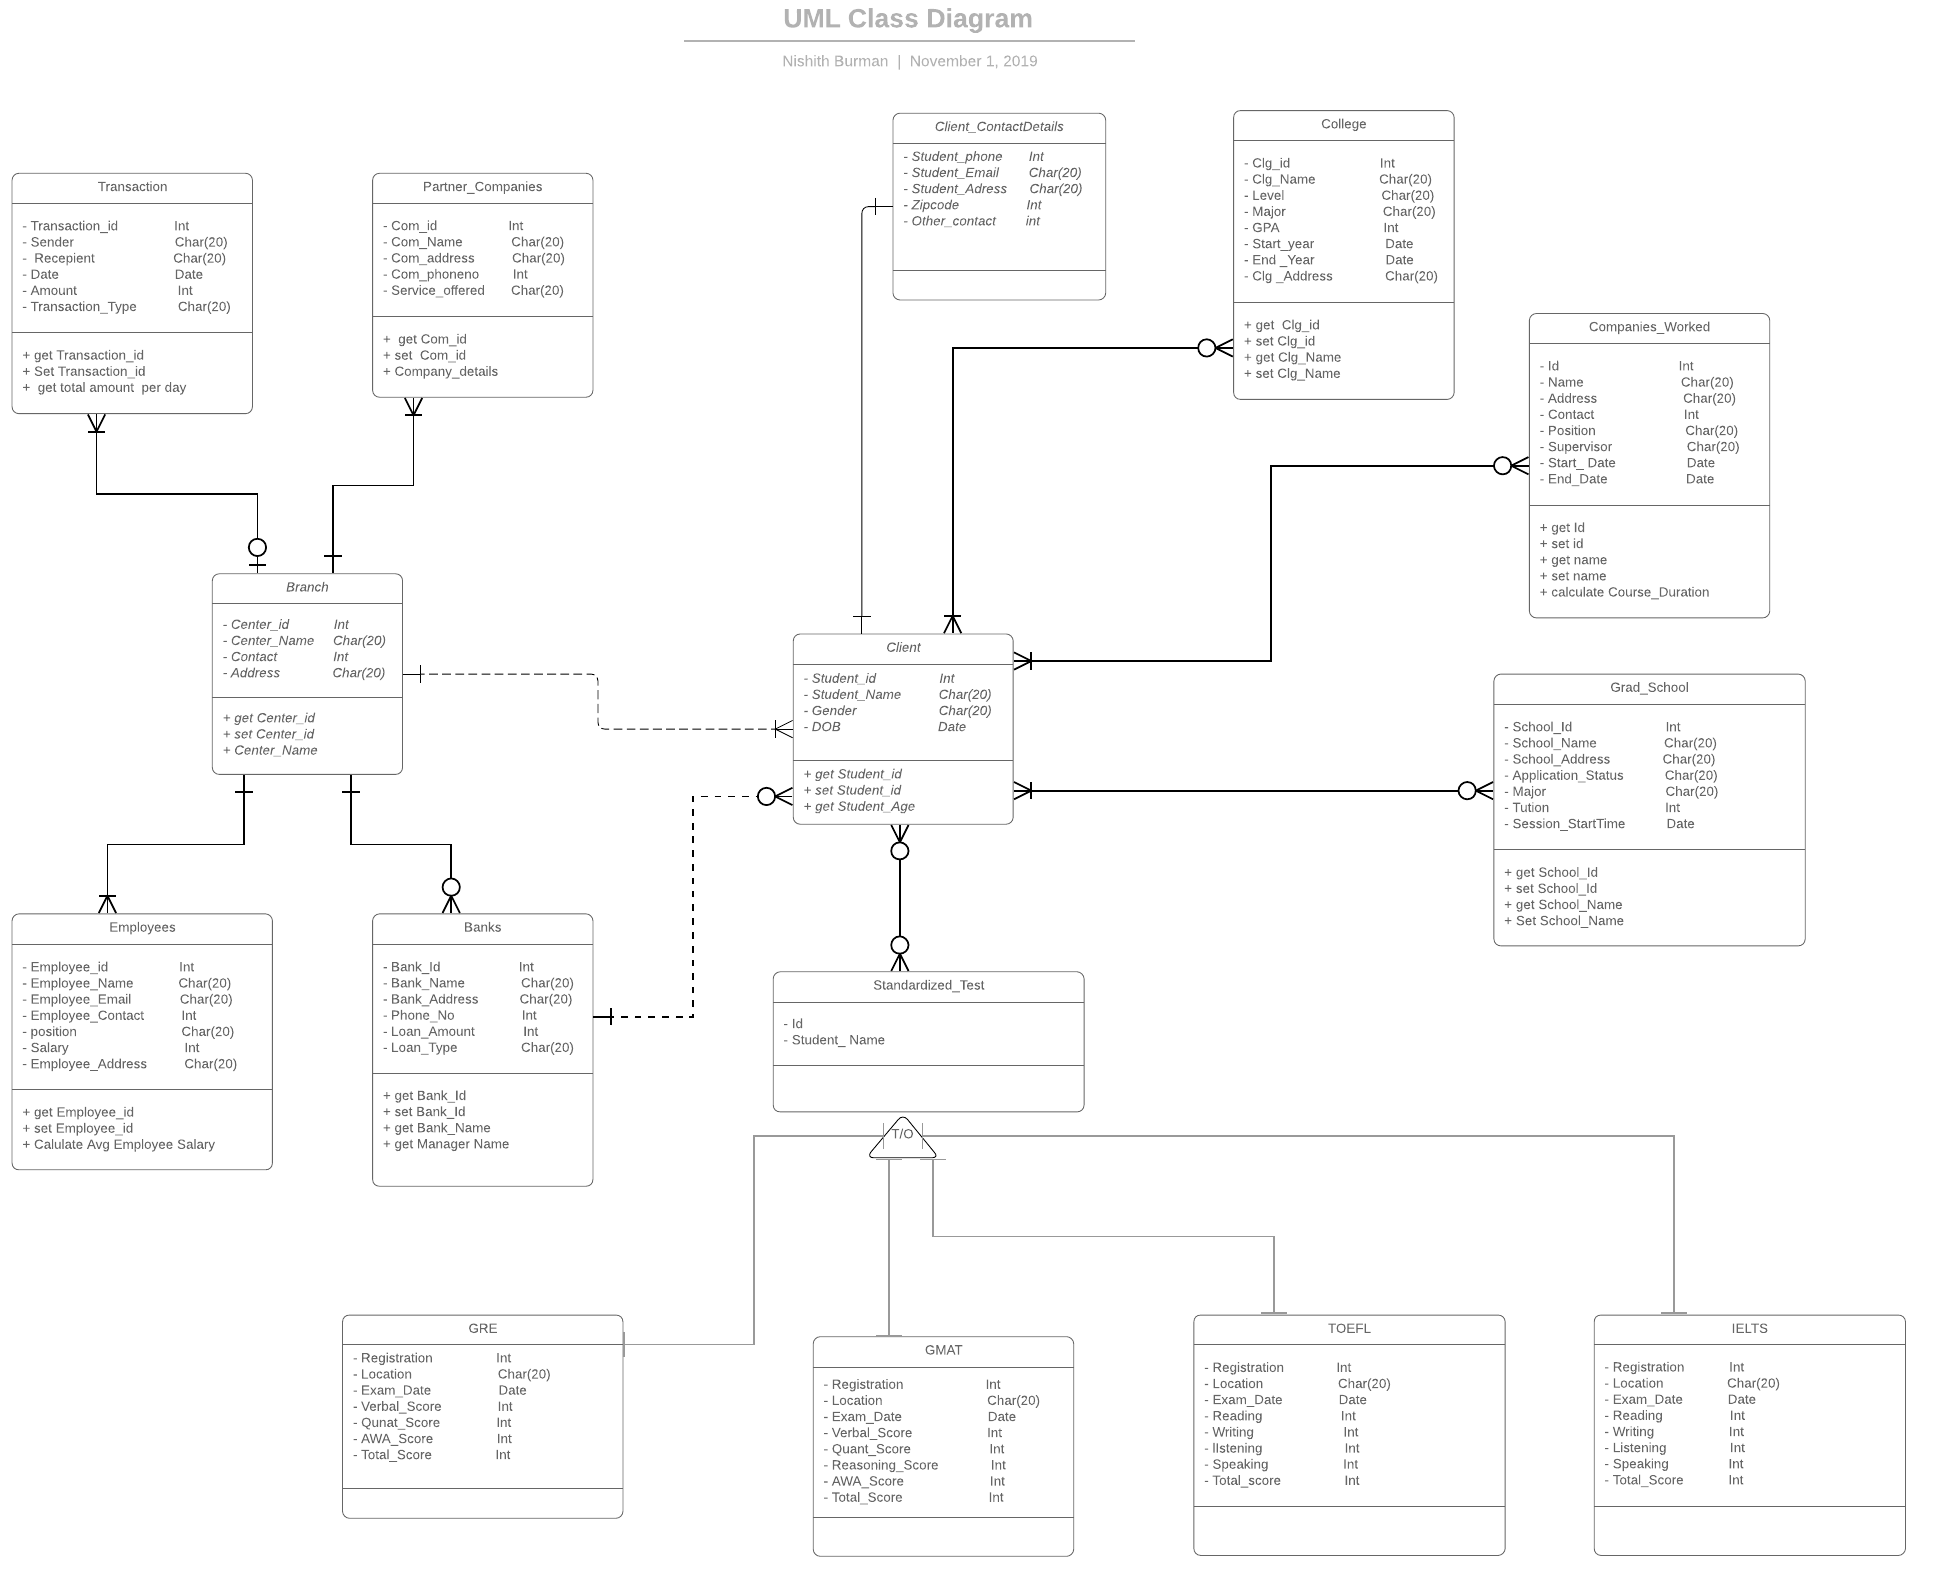 UML Class Diagram
Nishith Burman | November 1, 2019
Client_ContactDetails
- Student_phone Int
- Student_Email Char(20)
- Student_Adress Char(20)
- Zipcode Int
- Other_contact int
College
- Clg_id Int
- Clg_Name Char(20)
- Level Char(20)
- Major Char(20)
- GPA Int
- Start_year Date
- End _Year Date
- Clg _Address Char(20)
+ get Clg_id
+ set Clg_id
+ get Clg_Name
+ set Clg_Name
Transaction
- Transaction_id Int
- Sender Char(20)
- Recepient Char(20)
- Date Date
- Amount Int
- Transaction_Type Char(20)
+ get Transaction_id
+ Set Transaction_id
+ get total amount per day
Partner_Companies
- Com_id Int
- Com_Name Char(20)
- Com_address Char(20)
- Com_phoneno Int
- Service_offered Char(20)
+ get Com_id
+ set Com_id
+ Company_details
Companies_Worked
- Id Int
- Name Char(20)
- Address Char(20)
- Contact Int
- Position Char(20)
- Supervisor Char(20)
- Start_ Date Date
- End_Date Date
+ get Id
+ set id
+ get name
+ set name
+ calculate Course_Duration
Branch
- Center_id Int
- Center_Name Char(20)
- Contact Int
- Address Char(20)
+ get Center_id
+ set Center_id
+ Center_Name
Client
- Student_id Int
- Student_Name Char(20)
- Gender Char(20)
- DOB Date
+ get Student_id
+ set Student_id
+ get Student_Age
Grad_School
- School_Id Int
- School_Name Char(20)
- School_Address Char(20)
- Application_Status Char(20)
- Major Char(20)
- Tution Int
- Session_StartTime Date
+ get School_Id
+ set School_Id
+ get School_Name
+ Set School_Name
Employees
- Employee_id Int
- Employee_Name Char(20)
- Employee_Email Char(20)
- Employee_Contact Int
- position Char(20)
- Salary Int
- Employee_Address Char(20)
+ get Employee_id
+ set Employee_id
+ Calulate Avg Employee Salary
Banks
- Bank_Id Int
- Bank_Name Char(20)
- Bank_Address Char(20)
- Phone_No Int
- Loan_Amount Int
- Loan_Type Char(20)
+ get Bank_Id
+ set Bank_Id
+ get Bank_Name
+ get Manager Name
Standardized_Test
- Id
- Student_ Name
T/O
GRE
- Registration Int
- Location Char(20)
- Exam_Date Date
- Verbal_Score Int
- Qunat_Score Int
- AWA_Score Int
- Total_Score Int
GMAT
- Registration Int
- Location Char(20)
- Exam_Date Date
- Verbal_Score Int
- Quant_Score Int
- Reasoning_Score Int
- AWA_Score Int
- Total_Score Int
TOEFL
- Registration Int
- Location Char(20)
- Exam_Date Date
- Reading Int
- Writing Int
- lIstening Int
- Speaking Int
- Total_score Int
IELTS
- Registration Int
- Location Char(20)
- Exam_Date Date
- Reading Int
- Writing Int
- Listening Int
- Speaking Int
- Total_Score Int